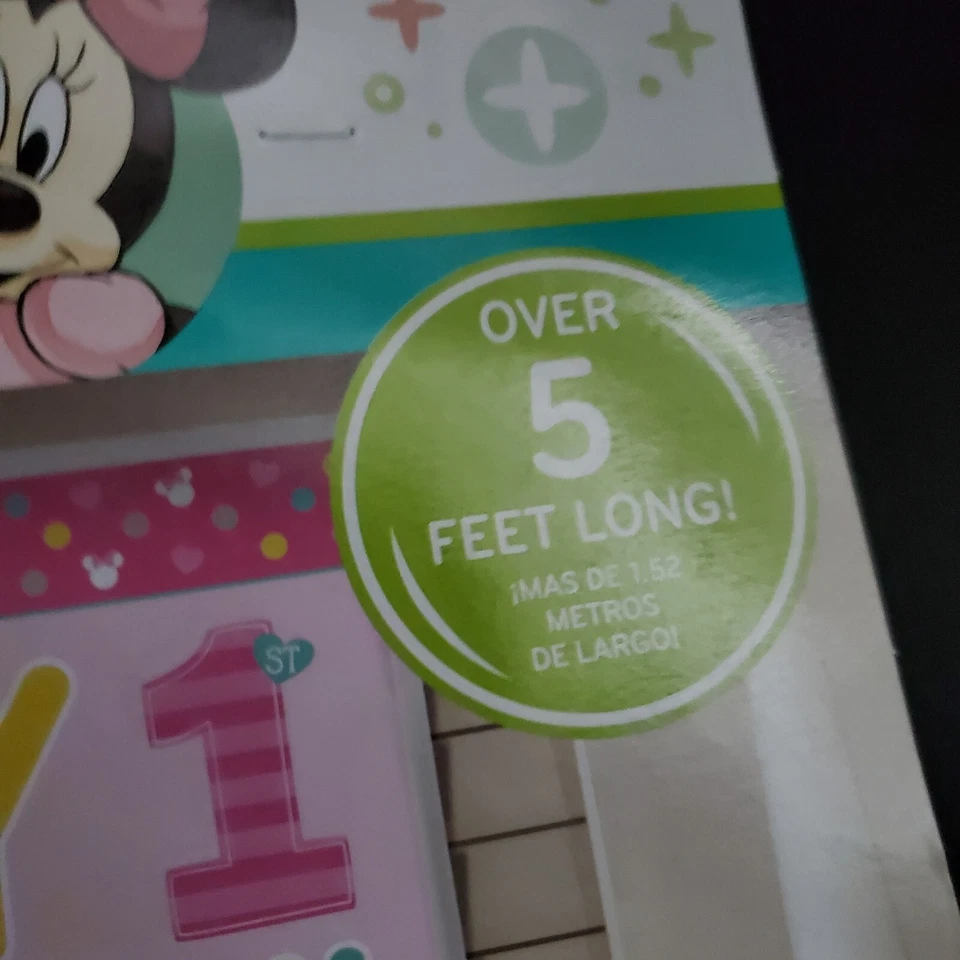 OVER
5
FEET LONG!
¡MAS DE 1.52
METROS
DE LARGO!
1
ST